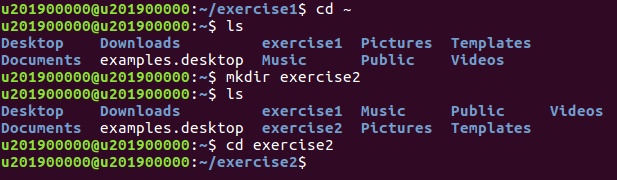 u201900000@u201900000:~/exercise1$ cd ~
u201900000@u201900000:~$ ls
Desktop    Downloads         exercise1  Pictures  Templates
Documents  examples.desktop  Music      Public    Videos
u201900000@u201900000:~$ mkdir exercise2
u201900000@u201900000:~$ ls
Desktop    Downloads         exercise1  Music     Public     Videos
Documents  examples.desktop  exercise2  Pictures  Templates
u201900000@u201900000:~$ cd exercise2
u201900000@u201900000:~/exercise2$